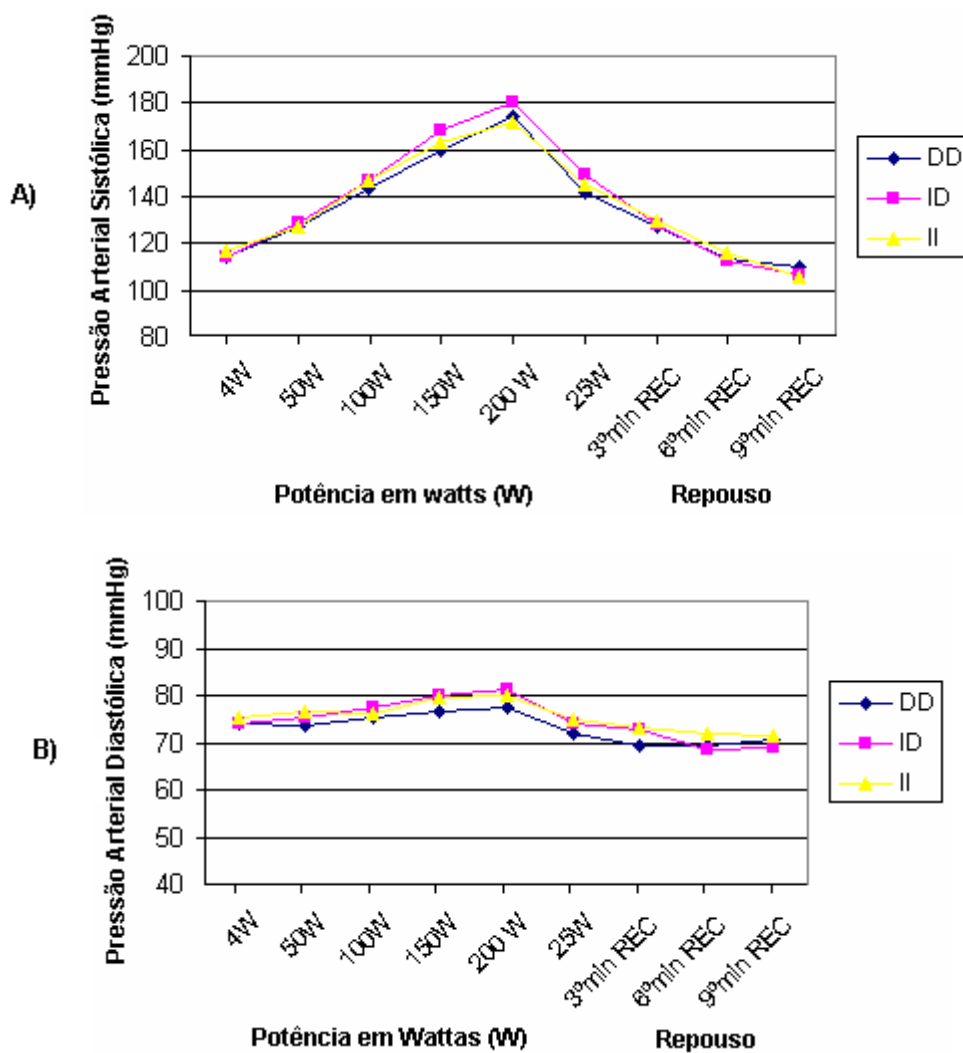 A)
Pressão Arterial Sistólica (mmHg)
200
180
160
140
120
100
80
4W
50W
100W
150W
200 W
25W
3ºmin REC
6ºmin REC
9ºmin REC
Potência em watts (W)
Repouso
DD
ID
II
B)
Pressão Arterial Diastólica (mmHg)
100
90
80
70
60
50
40
4W
50W
100W
150W
200 W
25W
3ºmin REC
6ºmin REC
9ºmin REC
Potência em Wattas (W)
Repouso
DD
ID
II